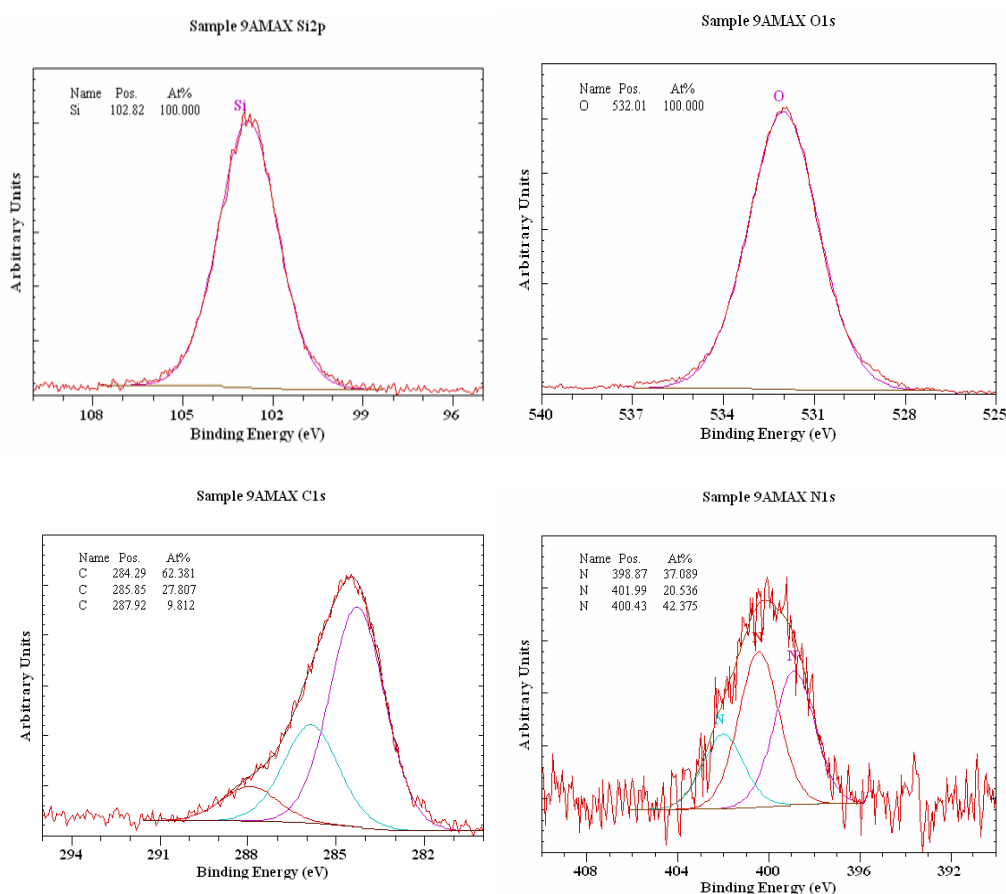 Sample 9AMAX Si2p
Name Pos. At%
Si 102.82 100.000
Si
Arbitrary Units
108 105 102 99 96
Binding Energy (eV)
Sample 9AMAX O1s
Name Pos. At%
O 532.01 100.000
O
Arbitrary Units
540 537 534 531 528 525
Binding Energy (eV)
Sample 9AMAX C1s
Name Pos. At%
C 284.29 62.381
C 285.85 27.807
C 287.92 9.812
Arbitrary Units
294 291 288 285 282
Binding Energy (eV)
Sample 9AMAX N1s
Name Pos. At%
N 398.87 37.089
N 401.99 20.536
N 400.43 42.375
N
N
N
Arbitrary Units
408 404 400 396 392
Binding Energy (eV)